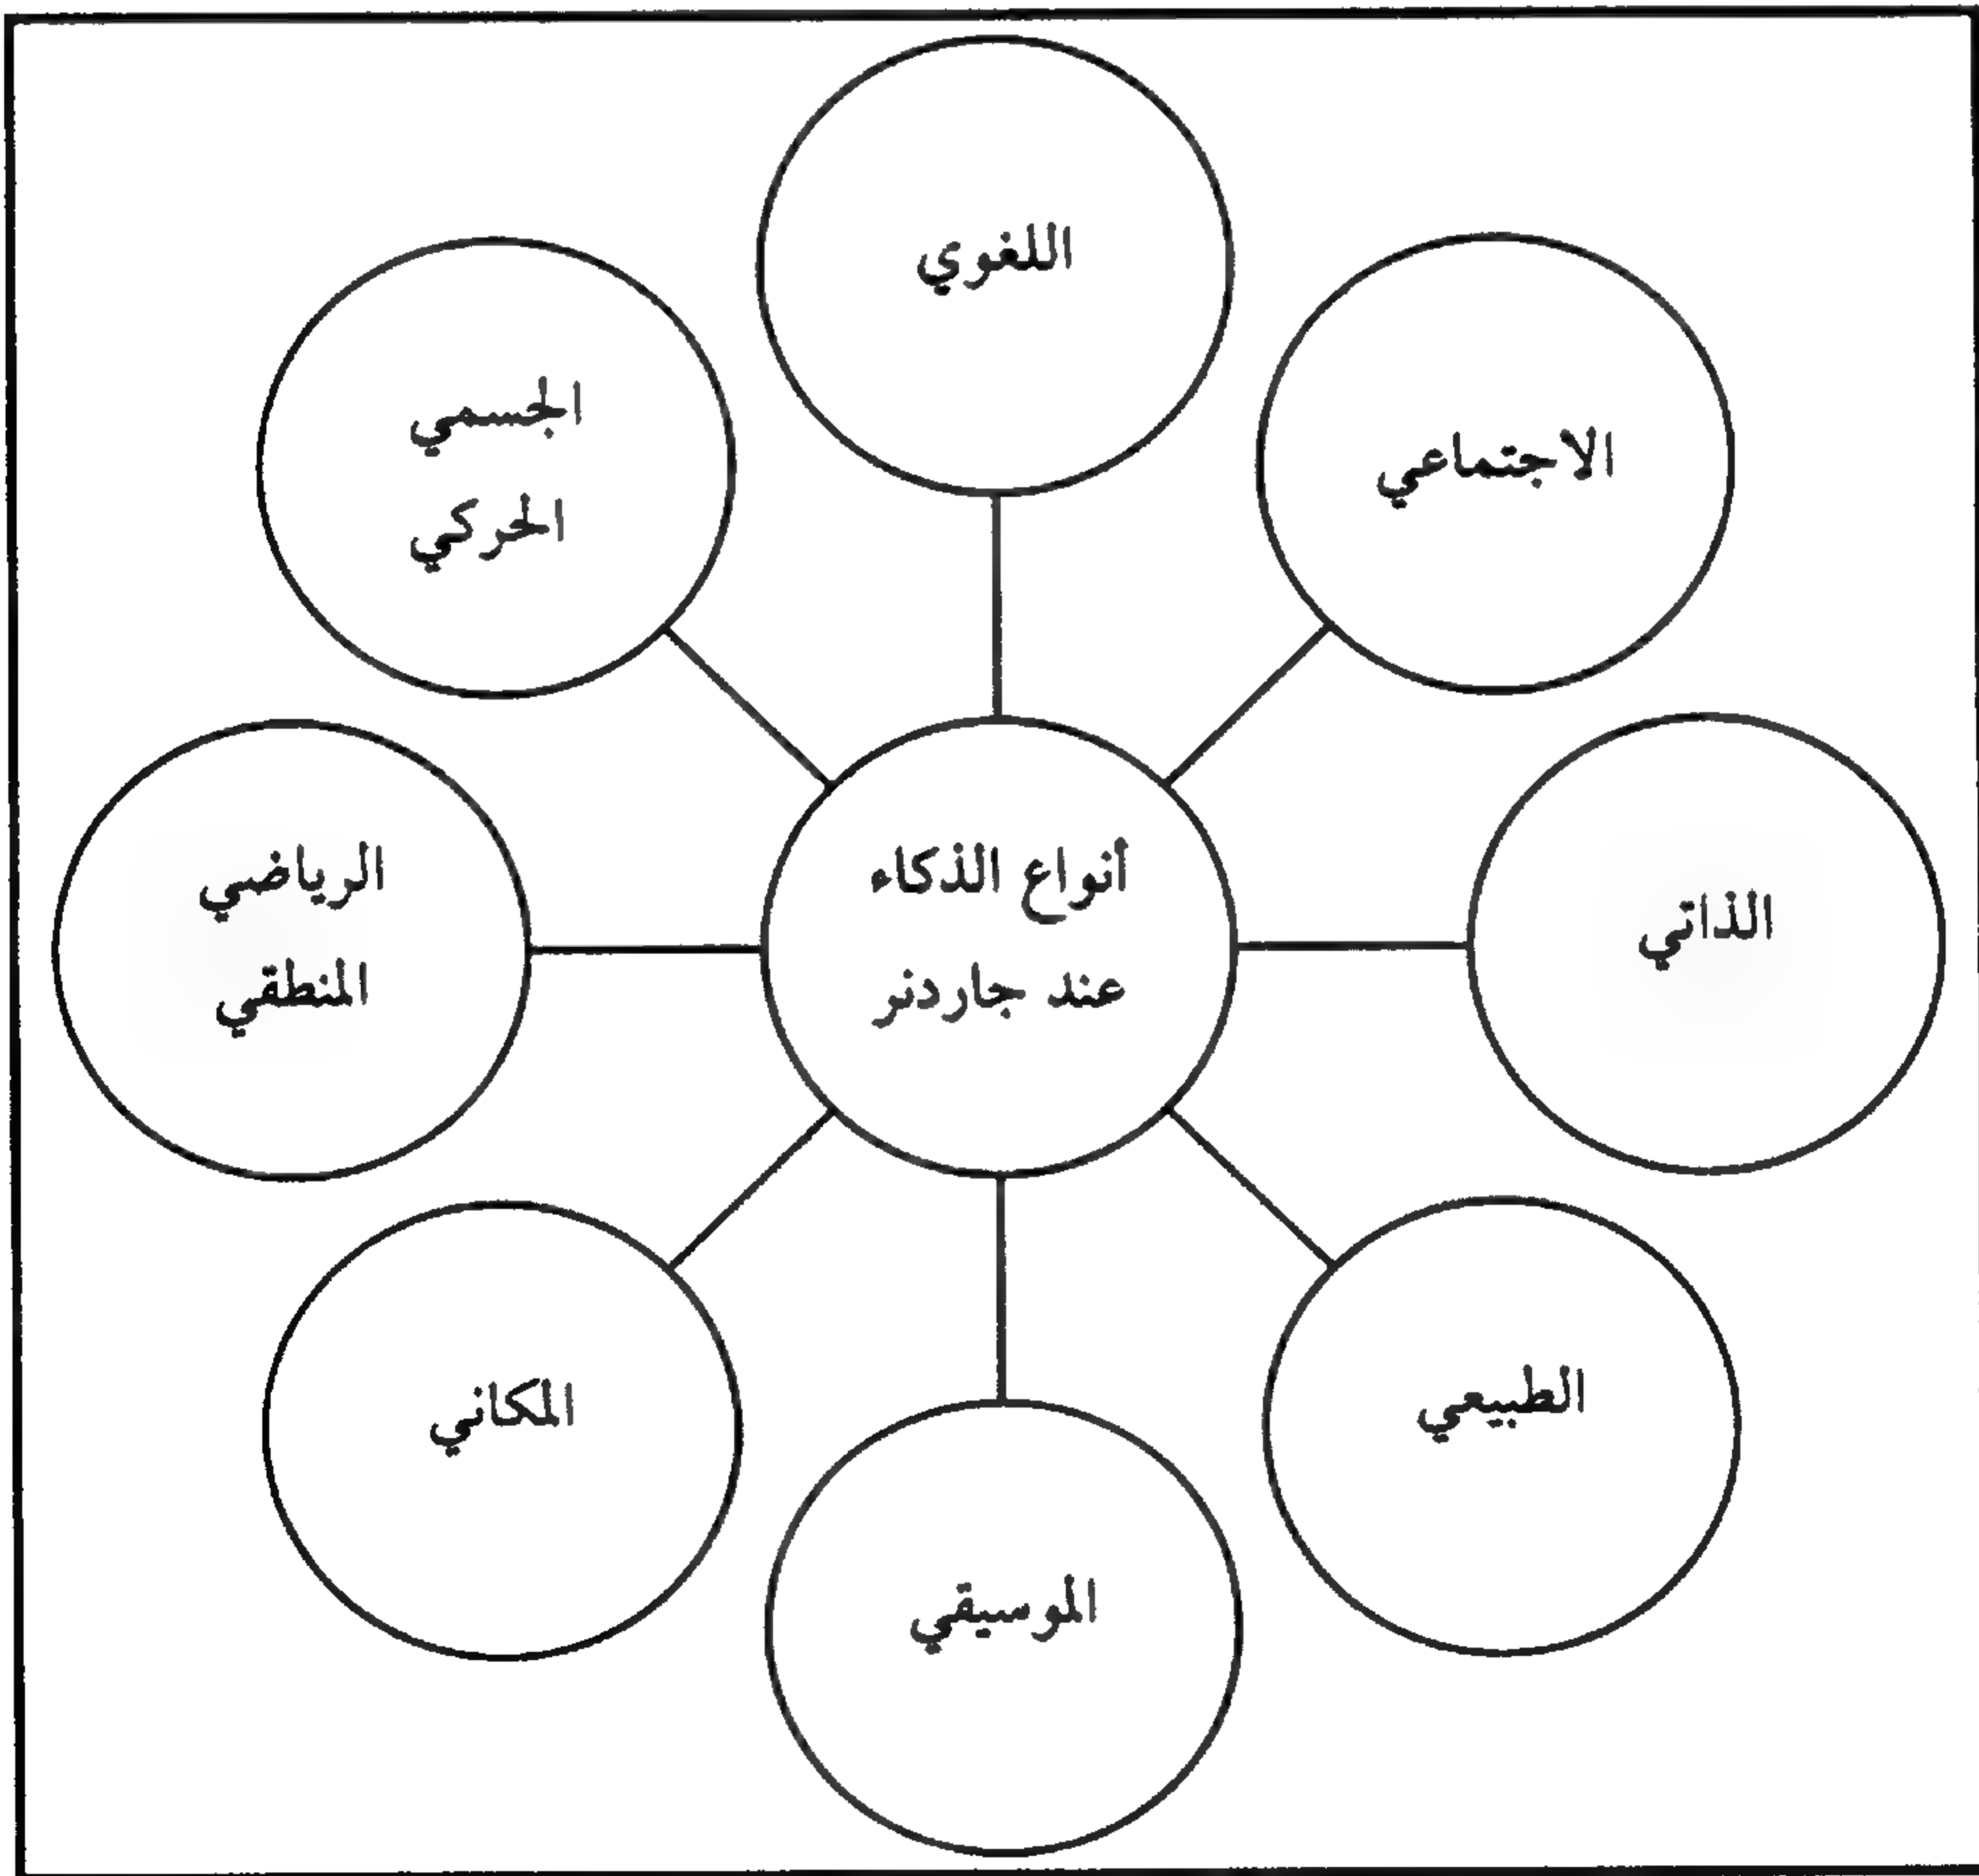 اللغوي
الاجتماعي
الجسمي
الحركي
أنواع الذكاء
عند جاردنر
الذاتي
الرياضي
المنطقي
الطبيعي
المكاني
الموسيقي